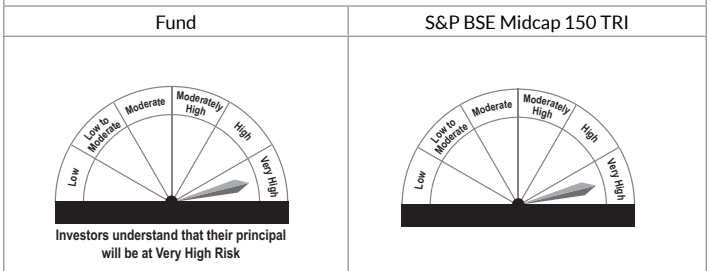 Fund
S&P BSE Midcap 150 TRI
Low
Low to
Moderate
Moderate
Moderately
High
High
Very High
Investors understand that their principal
will be at Very High Risk
Low
Low to
Moderate
Moderate
Moderately
High
High
Very High